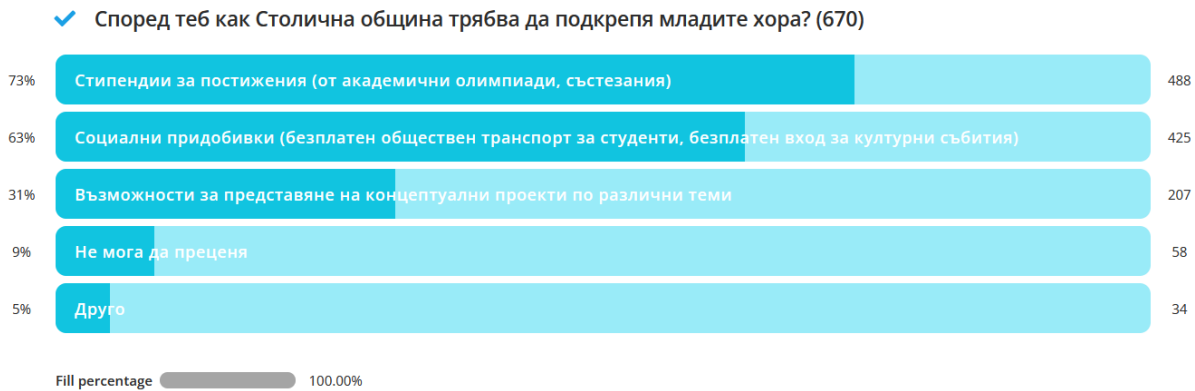 Според теб как Столична община трябва да подкрепя младите хора? (670)
73% Стипендии за постижения (от академични олимпиади, състезания) 488
63% Социални придобивки (безплатен обществен транспорт за студенти, безплатен вход за културни събития) 425
31% Възможности за представяне на концептуални проекти по различни теми 207
9% Не мога да преценя 58
5% Друго 34
Fill percentage 100.00%